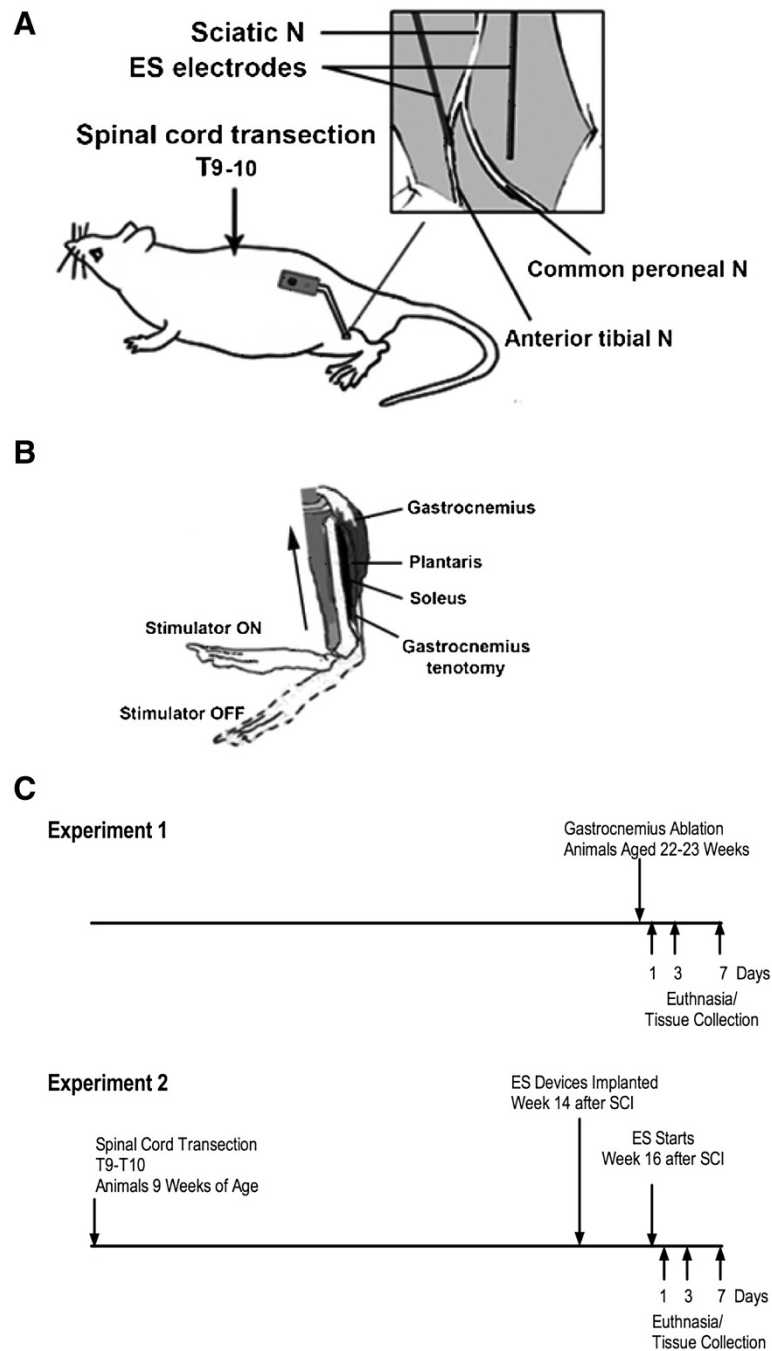 A
Sciatic N
ES electrodes
Spinal cord transection
T9-10
Common peroneal N
Anterior tibial N
B
Gastrocnemius
Plantaris
Soleus
Gastrocnemius
tenotomy
Stimulator ON
Stimulator OFF
C
Experiment 1
Gastrocnemius Ablation
Animals Aged 22-23 Weeks
1 3 7 Days
Euthnasia/
Tissue Collection
Experiment 2
ES Devices Implanted
Week 14 after SCI
Spinal Cord Transection
T9-T10
Animals 9 Weeks of Age
ES Starts
Week 16 after SCI
1 3 7 Days
Euthnasia/
Tissue Collection